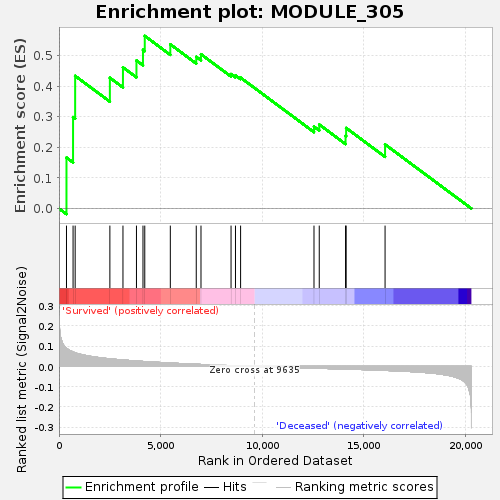 Enrichment plot: MODULE_305
Enrichment score (ES)
0.5
0.4
0.3
0.2
0.1
0.0
Ranked list metric (Signal2Noise)
'Survived' (positively correlated)
0.3
0.2
0.1
0.0
-0.1
-0.2
-0.3
Zero cross at 9635
'Deceased' (negatively correlated)
0
5,000
10,000
15,000
20,000
Rank in Ordered Dataset
Enrichment profile
Hits
Ranking metric scores